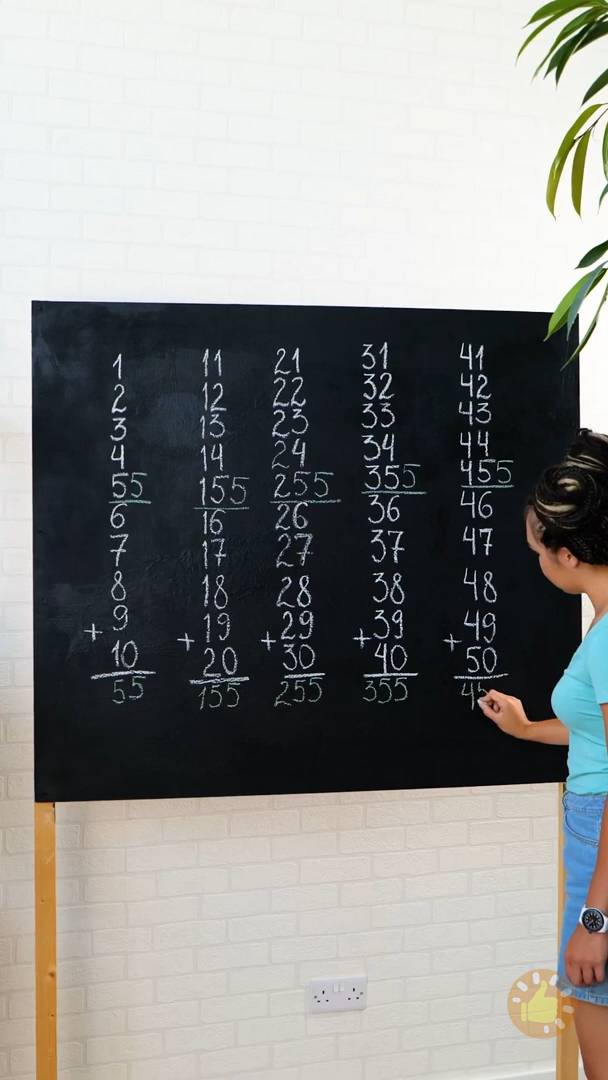 1 11 21 31 41
2 12 22 32 42
3 13 23 33 43
4 14 24 34 44
55 155 255 355 455
6 16 26 36 46
7 17 27 37 47
8 18 28 38 48
+ 9 + 19 + 29 + 39 + 49
10 20 30 40 50
55 155 255 355 45